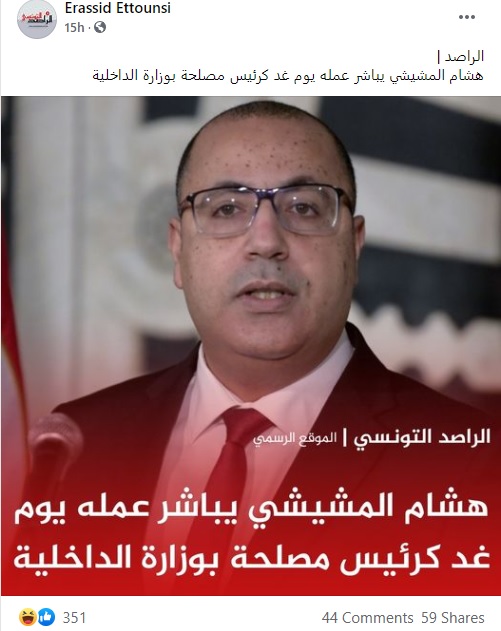 Erassid Ettounsi
15h
الراصد |
هشام المشيشي يباشر عمله يوم غد كرئيس مصلحة بوزارة الداخلية
الراصد التونسي | الموقع الرسمي
هشام المشيشي يباشر عمله يوم
غد كرئيس مصلحة بوزارة الداخلية
351
44 Comments 59 Shares